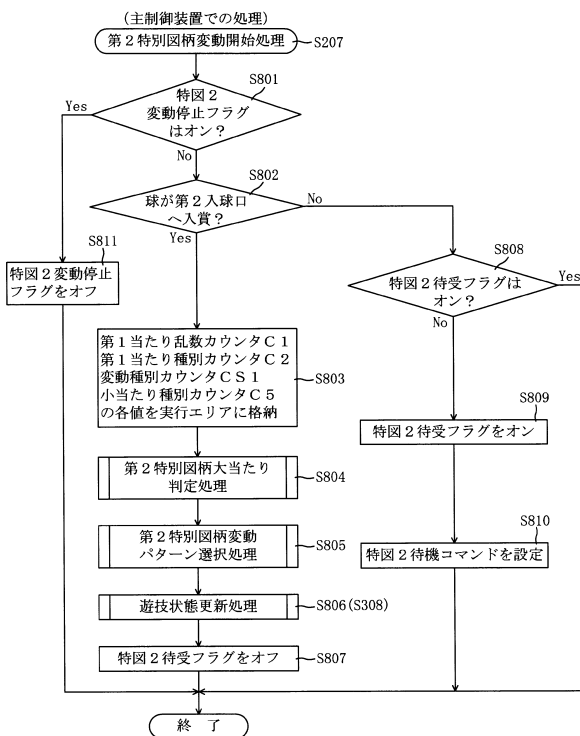 (主制御装置での処理)
第２特別図柄変動開始処理
S207
S801
特図２
変動停止フラグ
はオン？
Yes
No
S802
球が第２入球口
へ入賞？
No
Yes
S811
特図２変動停止
フラグをオフ
S808
特図２待受フラグは
オン？
Yes
No
第１当たり乱数カウンタＣ１
第１当たり種別カウンタＣ２
変動種別カウンタＣＳ１
小当たり種別カウンタＣ５
の各値を実行エリアに格納
S803
S809
特図２待受フラグをオン
第２特別図柄大当たり
判定処理
S804
第２特別図柄変動
パターン選択処理
S805
S810
特図２待機コマンドを設定
遊技状態更新処理
S806(S308)
特図２待受フラグをオフ
S807
終　了